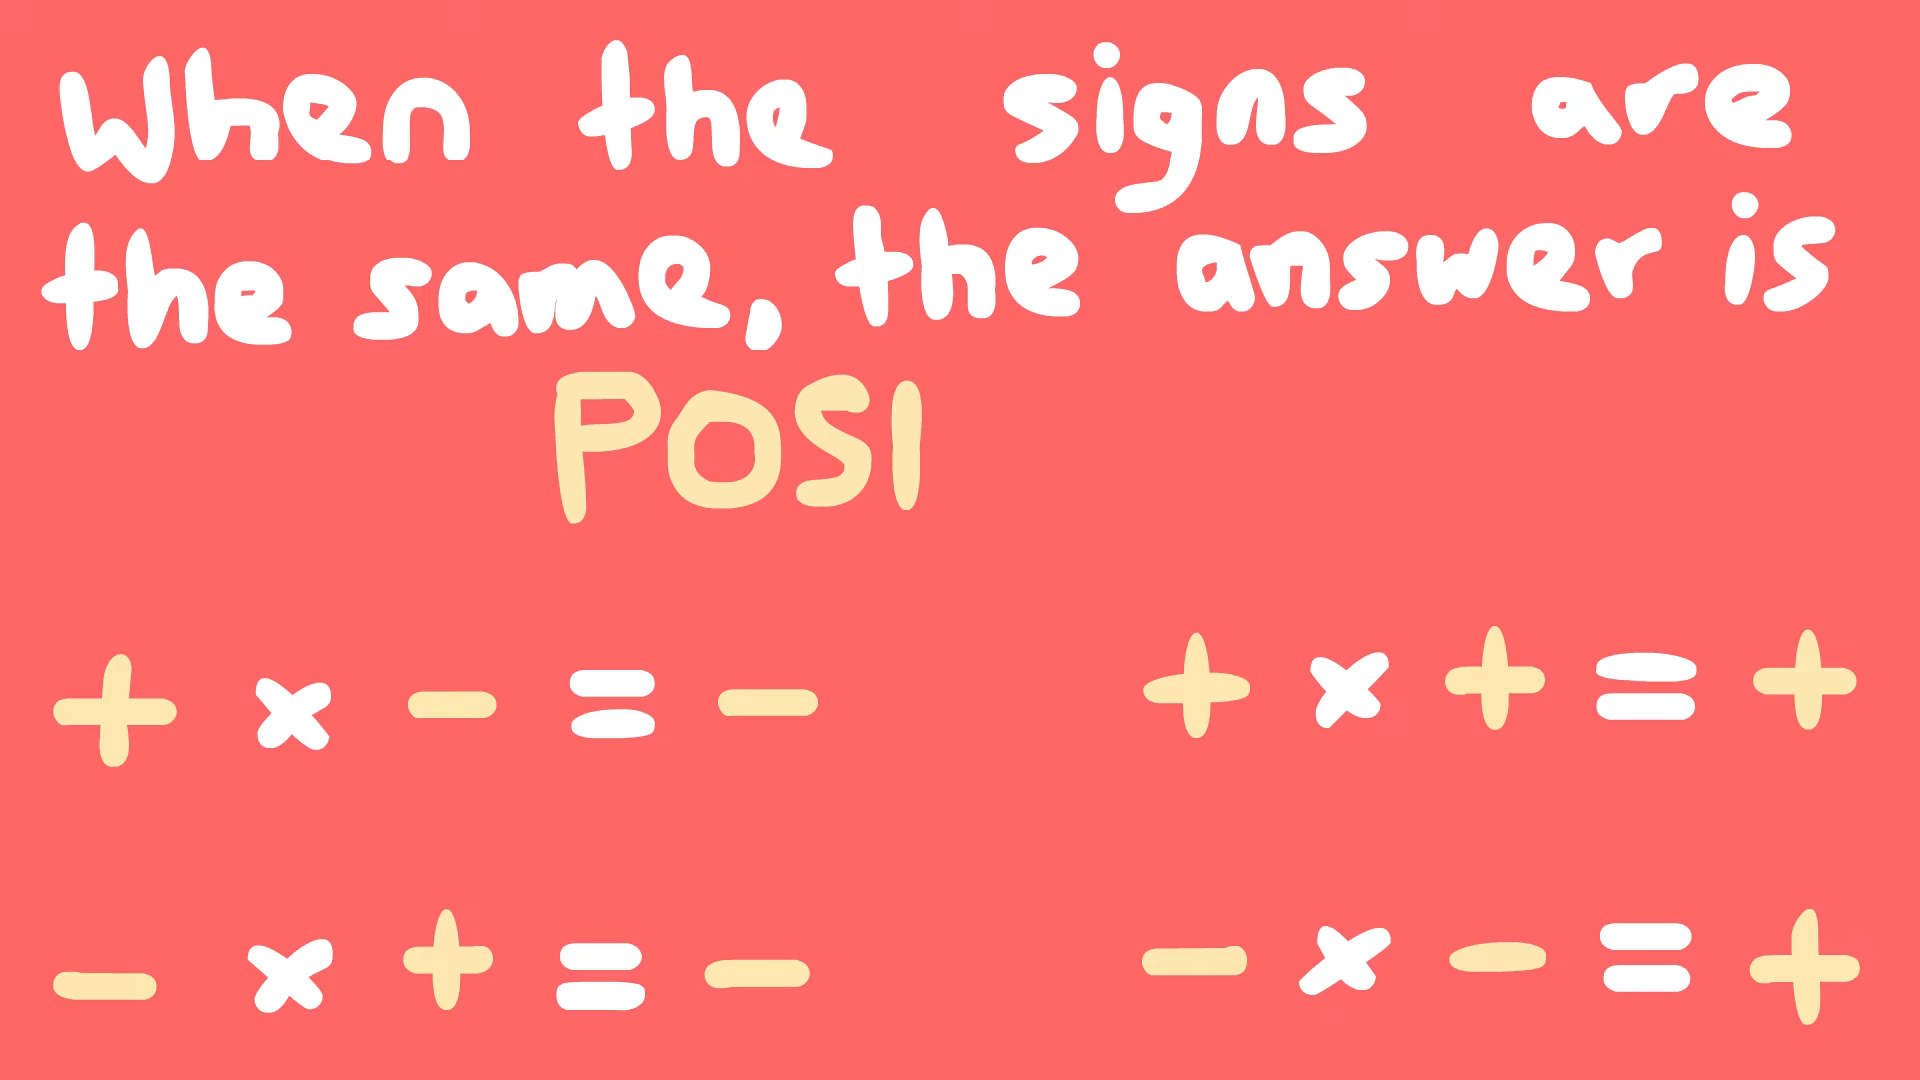 When the signs are
the same, the answer is
POSI
+ × - = -
+ × + = +
- × + = -
- × - = +